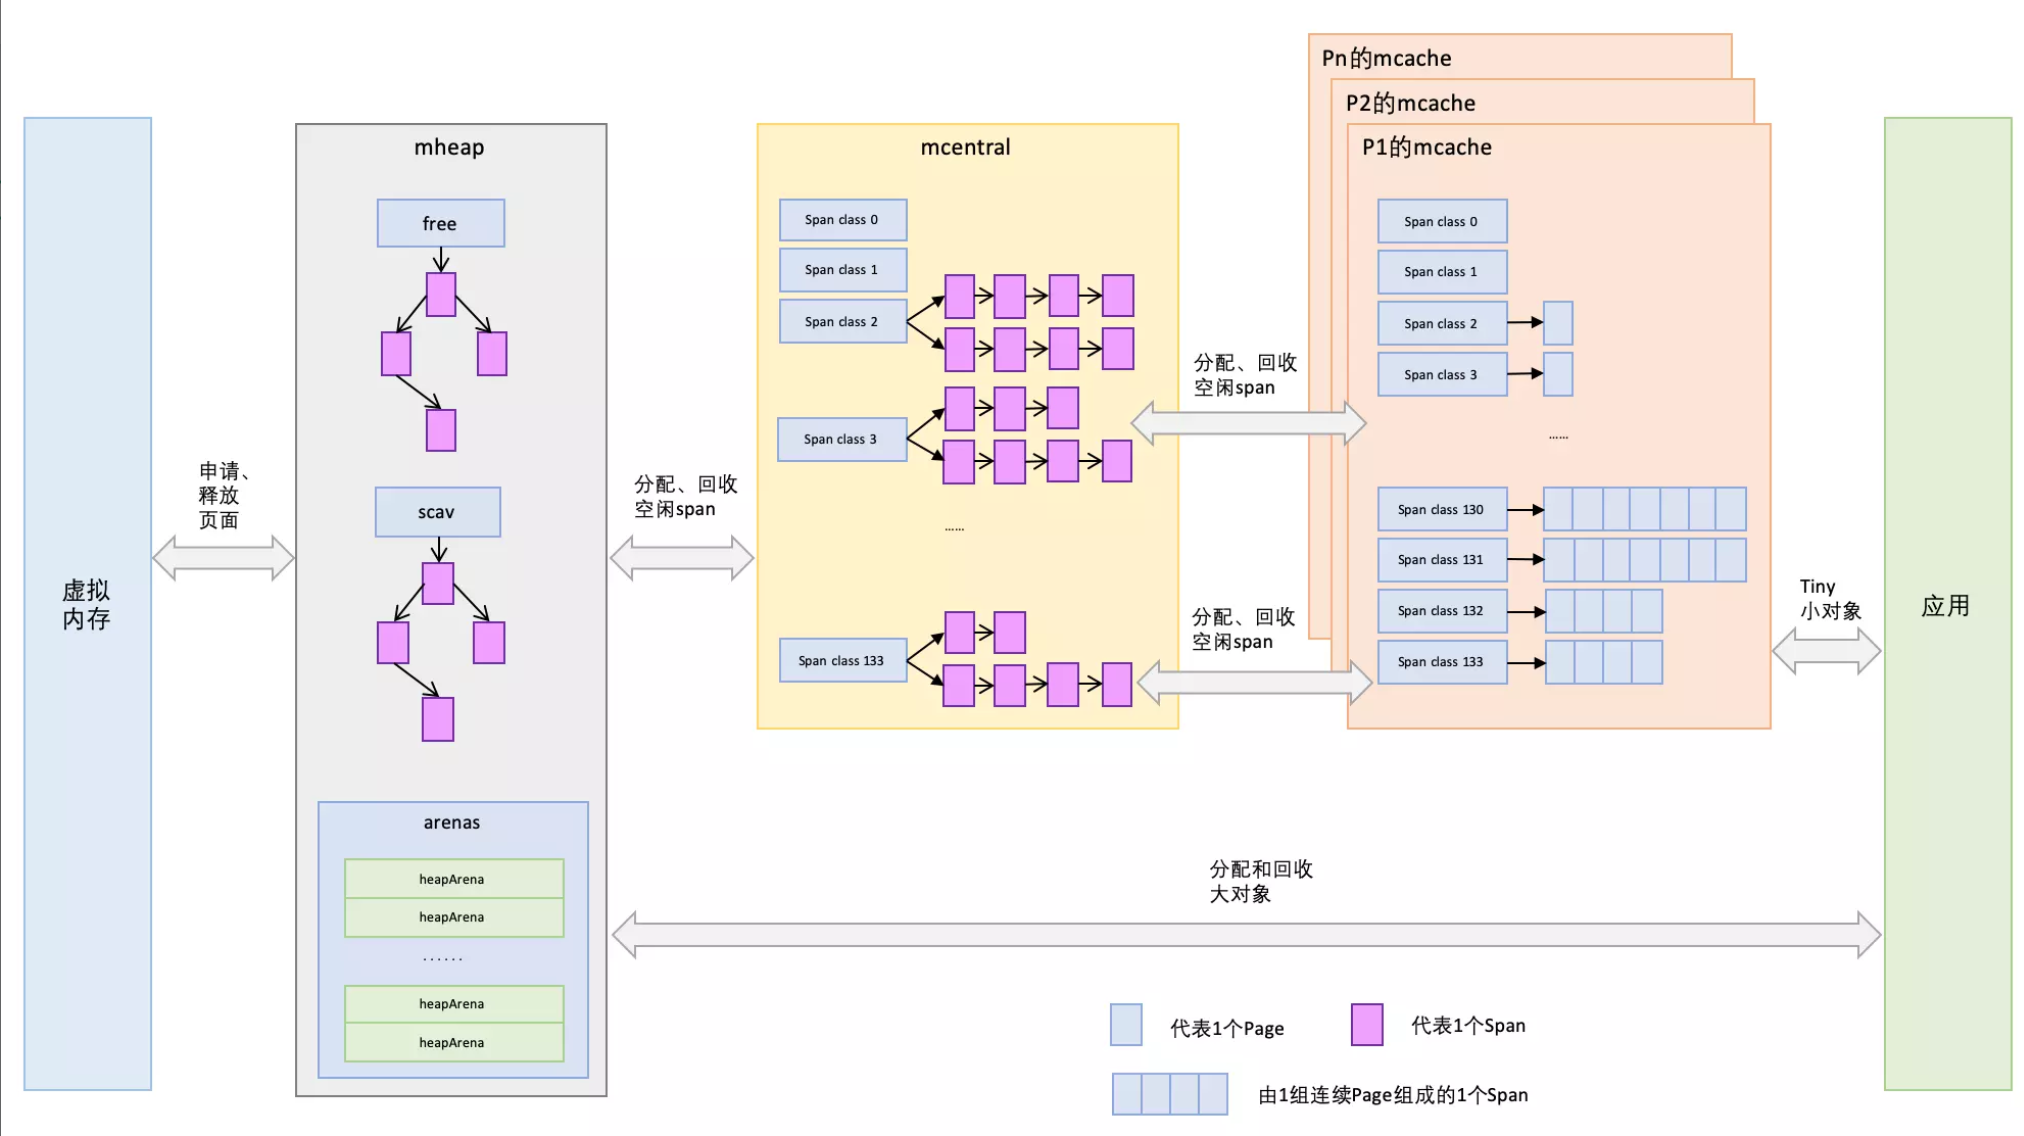 虚拟
内存
申请、
释放
页面
mheap
free
scav
arenas
heapArena
heapArena
......
heapArena
heapArena
分配、回收
空闲span
mcentral
Span class 0
Span class 1
Span class 2
Span class 3
......
Span class 133
分配、回收
空闲span
分配、回收
空闲span
Pn的mcache
P2的mcache
P1的mcache
Span class 0
Span class 1
Span class 2
Span class 3
......
Span class 130
Span class 131
Span class 132
Span class 133
Tiny
小对象
应用
分配和回收
大对象
代表1个Page
代表1个Span
由1组连续Page组成的1个Span